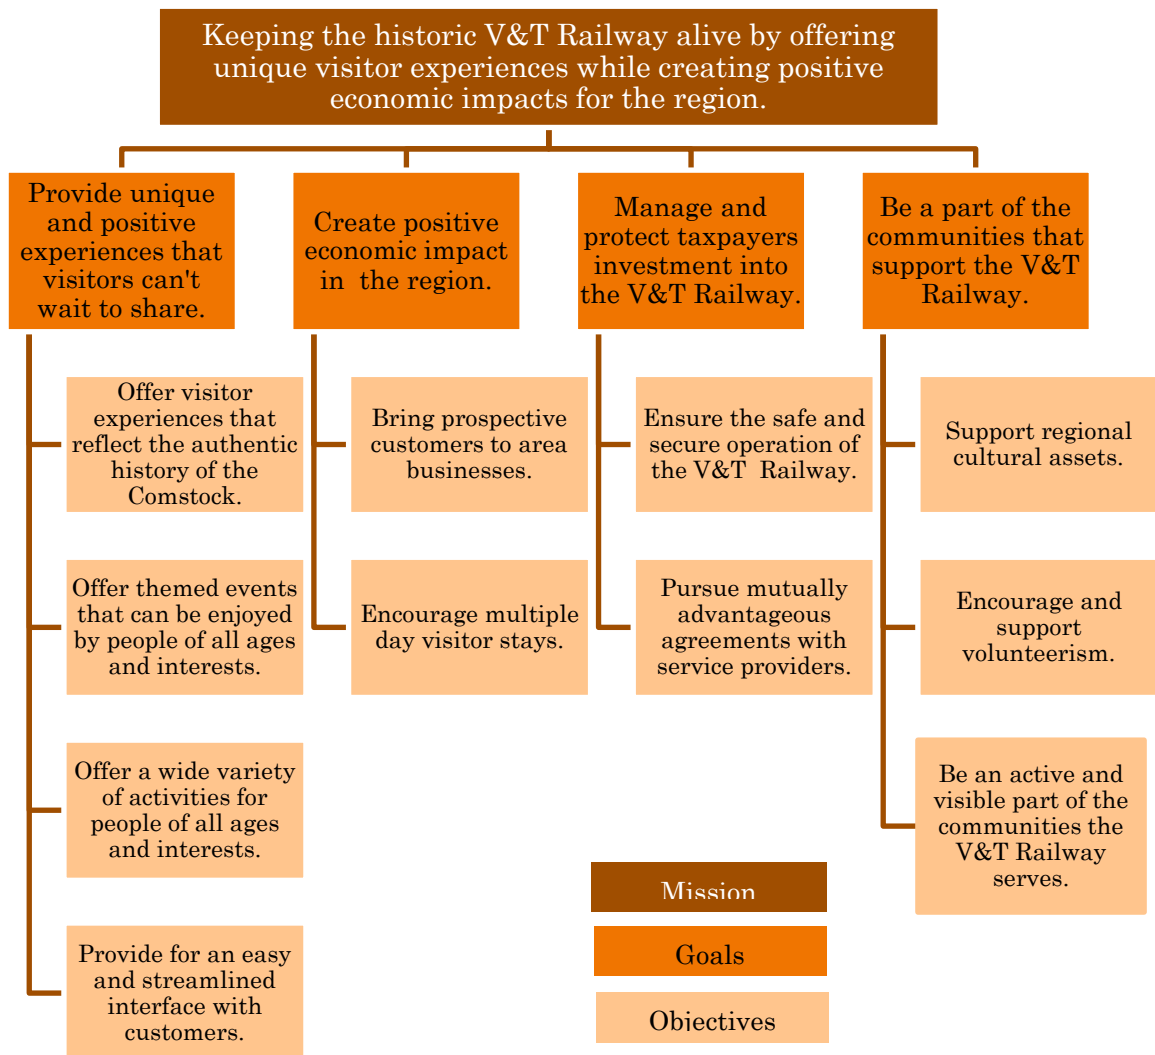 Keeping the historic V&T Railway alive by offering
unique visitor experiences while creating positive
economic impacts for the region.
Provide unique
and positive
experiences that
visitors can't
wait to share.
Offer visitor
experiences that
reflect the authentic
history of the
Comstock.
Offer themed events
that can be enjoyed
by people of all ages
and interests.
Offer a wide variety
of activities for
people of all ages
and interests.
Provide for an easy
and streamlined
interface with
customers.
Create positive
economic impact
in the region.
Bring prospective
customers to area
businesses.
Encourage multiple
day visitor stays.
Manage and
protect taxpayers
investment into
the V&T Railway.
Ensure the safe and
secure operation of
the V&T Railway.
Pursue mutually
advantageous
agreements with
service providers.
Be a part of the
communities that
support the V&T
Railway.
Support regional
cultural assets.
Encourage and
support
volunteerism.
Be an active and
visible part of the
communities the
V&T Railway
serves.
Mission
Goals
Objectives